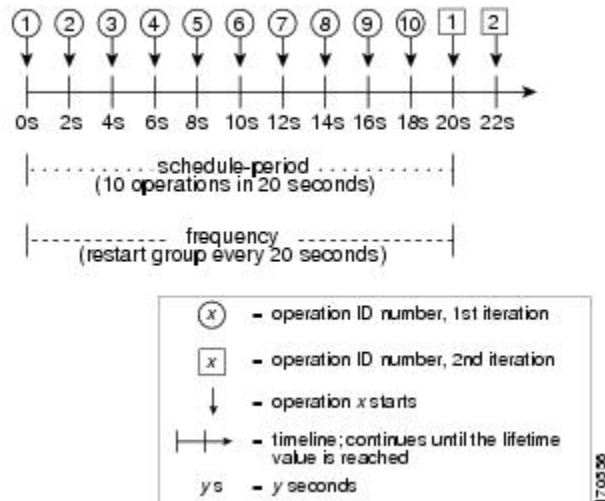 1 2 3 4 5 6 7 8 9 10 1 2
0s 2s 4s 6s 8s 10s 12s 14s 16s 18s 20s 22s
schedule-period
(10 operations in 20 seconds)
frequency
(restart group every 20 seconds)
x = operation ID number, 1st iteration
x = operation ID number, 2nd iteration
= operation x starts
= timeline; continues until the lifetime
value is reached
y s = y seconds
170556